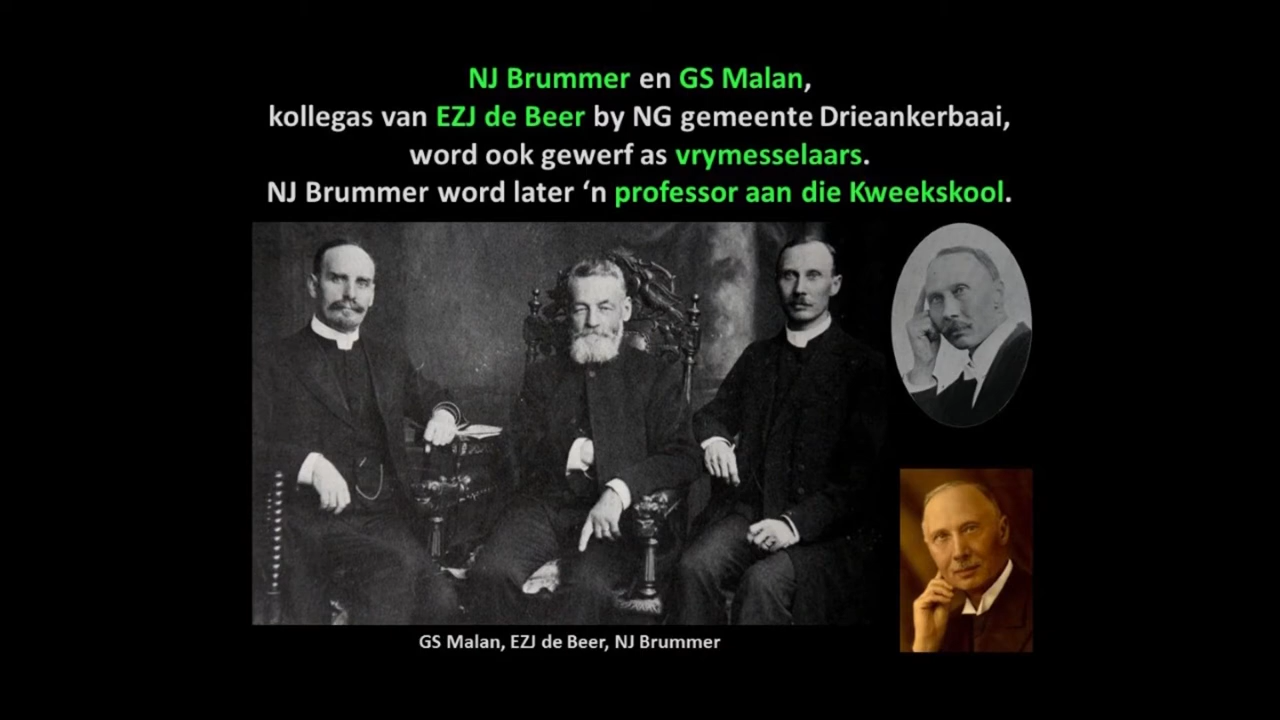 NJ Brummer en GS Malan,
kollegas van EZJ de Beer by NG gemeente Drieankerbaai,
word ook gewerf as vrymesselaars.
NJ Brummer word later ‘n professor aan die Kweekskool.
GS Malan, EZJ de Beer, NJ Brummer